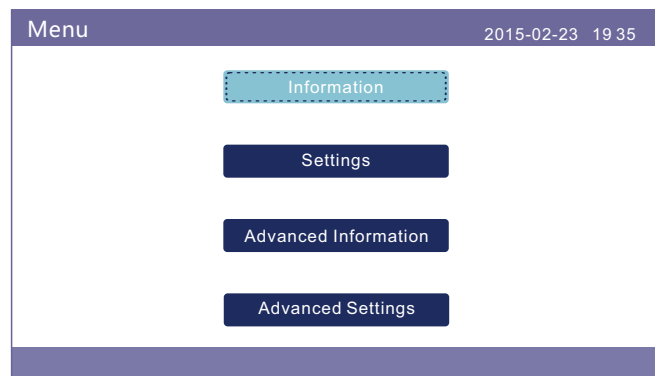 Menu 2015-02-23 19 35
Information
Settings
Advanced Information
Advanced Settings